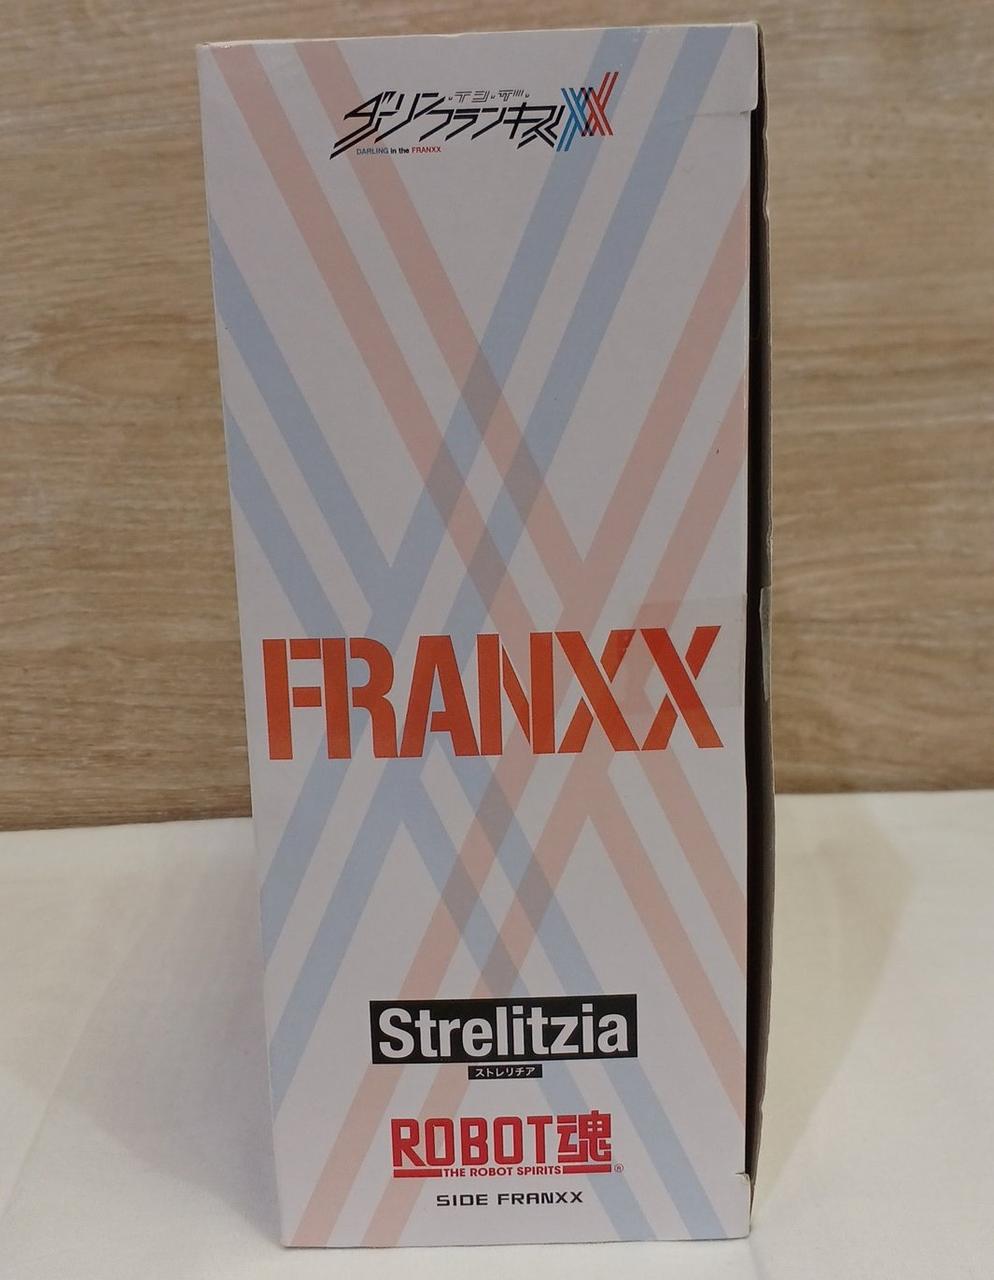 ダーリン・イン・ザ・フランキス
DARLING in the FRANXX
FRANXX
Strelitzia
ストレリチア
ROBOT魂
THE ROBOT SPIRITS ®
SIDE FRANXX